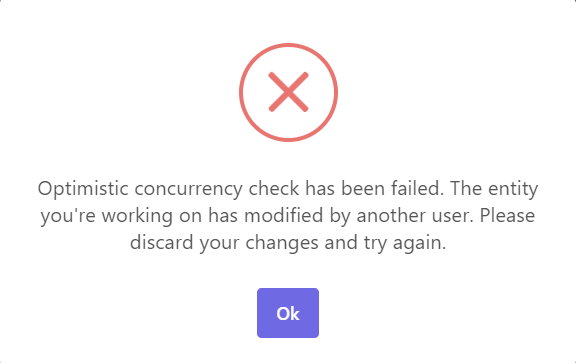 Optimistic concurrency check has been failed. The entity
you're working on has modified by another user. Please
discard your changes and try again.
Ok